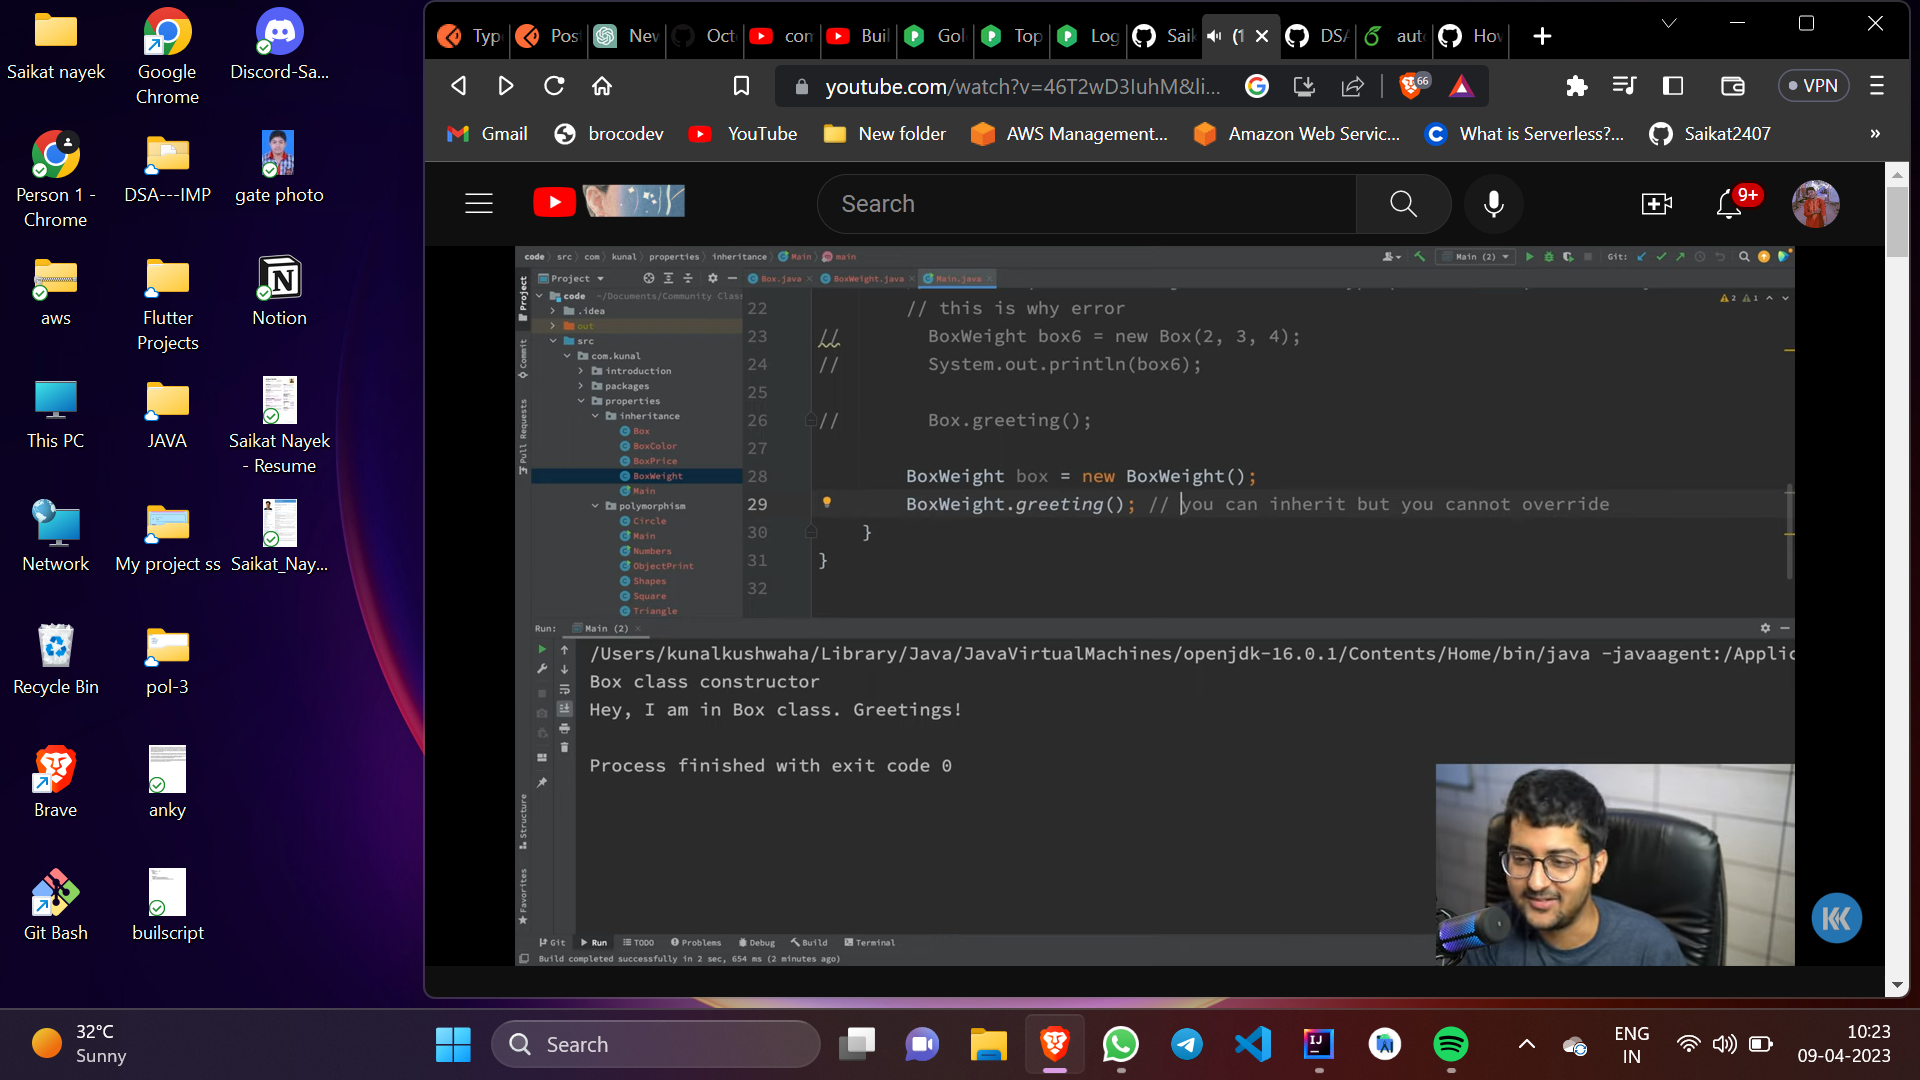 Saikat nayek
Google Chrome
Discord-Sa...
Person 1 - Chrome
DSA---IMP
gate photo
aws
Flutter Projects
Notion
This PC
JAVA
Saikat Nayek - Resume
Network
My project ss
Saikat_Nay...
Recycle Bin
pol-3
Brave
anky
Git Bash
builscript
Typ
Pos
Nev
Oct
con
Buil
Gol
Top
Log
Saik
(1
DSA
aut
Hov
youtube.com/watch?v=46T2wD3IuhM&li...
66
VPN
Gmail
brocodev
YouTube
New folder
AWS Management...
Amazon Web Servic...
What is Serverless?...
Saikat2407
»
Search
9+
code src com kunal properties inheritance Main main
Main (2)
Git:
Project
Box.java
BoxWeight.java
Main.java
code ~/Documents/Community Clas
.idea
out
src
com.kunal
introduction
packages
properties
inheritance
Box
BoxColor
BoxPrice
BoxWeight
Main
polymorphism
Circle
Main
Numbers
ObjectPrint
Shapes
Square
Triangle
Project
Commit
Pull Requests
Structure
Favorites
2 1
22 // this is why error
23 // BoxWeight box6 = new Box(2, 3, 4);
24 // System.out.println(box6);
25
26 // Box.greeting();
27
28 BoxWeight box = new BoxWeight();
29 BoxWeight.greeting(); // you can inherit but you cannot override
30 }
31 }
32
Run: Main (2)
/Users/kunalkushwaha/Library/Java/JavaVirtualMachines/openjdk-16.0.1/Contents/Home/bin/java -javaagent:/Applic
Box class constructor
Hey, I am in Box class. Greetings!
Process finished with exit code 0
Git Run TODO Problems Debug Build Terminal
Build completed successfully in 2 sec, 654 ms (2 minutes ago)
32°C
Sunny
Search
ENG
IN
10:23
09-04-2023